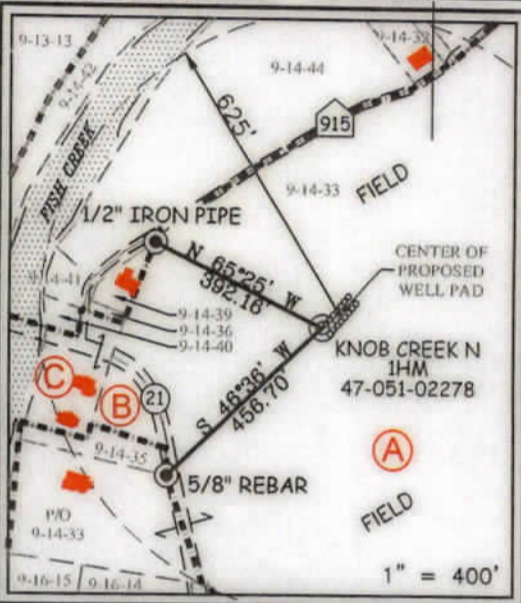 9-13-13
9-14-32
9-14-42
9-14-44
625'
915
FISH CREEK
9-14-33
FIELD
1/2" IRON PIPE
N 65°25' W
392.16'
CENTER OF
PROPOSED
WELL PAD
9-14-41
9-14-39
9-14-36
9-14-40
KNOB CREEK N
1HM
47-051-02278
S 46°36' W
456.70'
C
B
21
A
9-14-35
5/8" REBAR
P/O
9-14-33
FIELD
9-16-15
9-16-14
1" = 400'